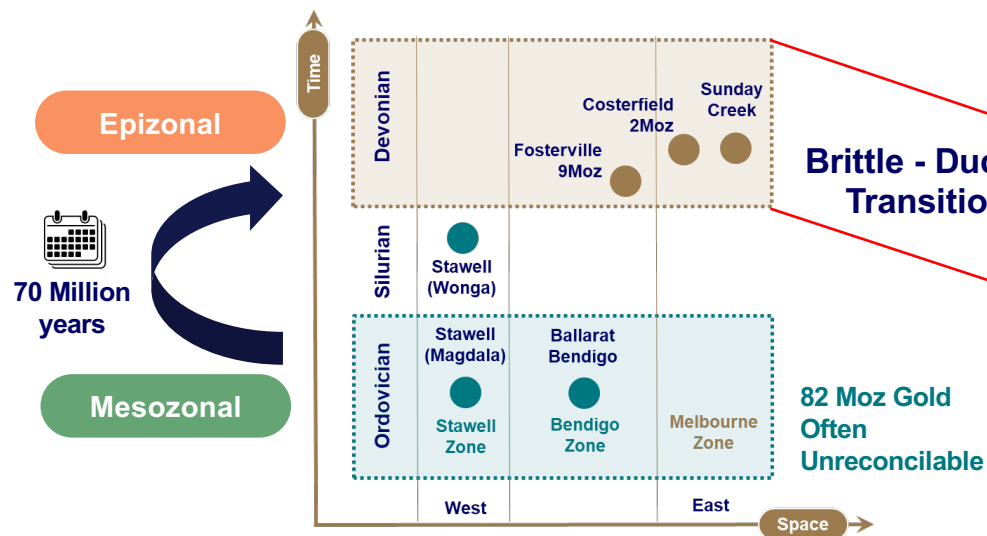 Time
Epizonal
Devonian
Sunday
Creek
Costerfield
2Moz
Fosterville
9Moz
Brittle - Duc
Transitio
70 Million
years
Silurian
Stawell
(Wonga)
Mesozonal
Ordovician
Stawell
(Magdala)
Ballarat
Bendigo
Stawell
Zone
Bendigo
Zone
Melbourne
Zone
82 Moz Gold
Often
Unreconcilable
West
East
Space